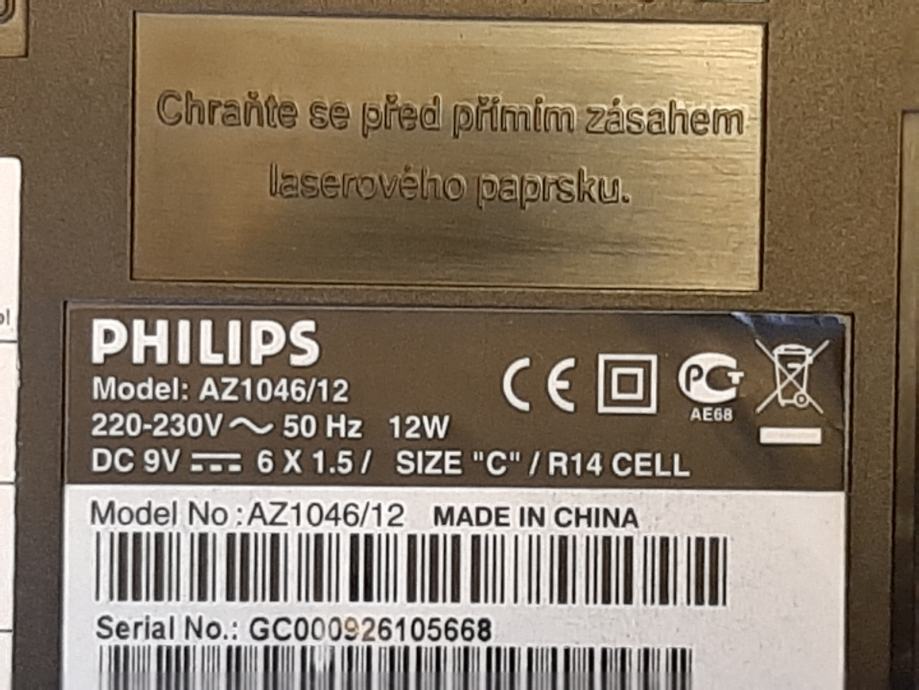 Chraňte se před přímim zásahem
laserového paprsku.
PHILIPS
Model: AZ1046/12
220-230V ~ 50 Hz 12W
AE68
DC 9V ⎓ 6 X 1.5 / SIZE "C" / R14 CELL
Model No : AZ1046/12 MADE IN CHINA
Serial No.: GC000926105668